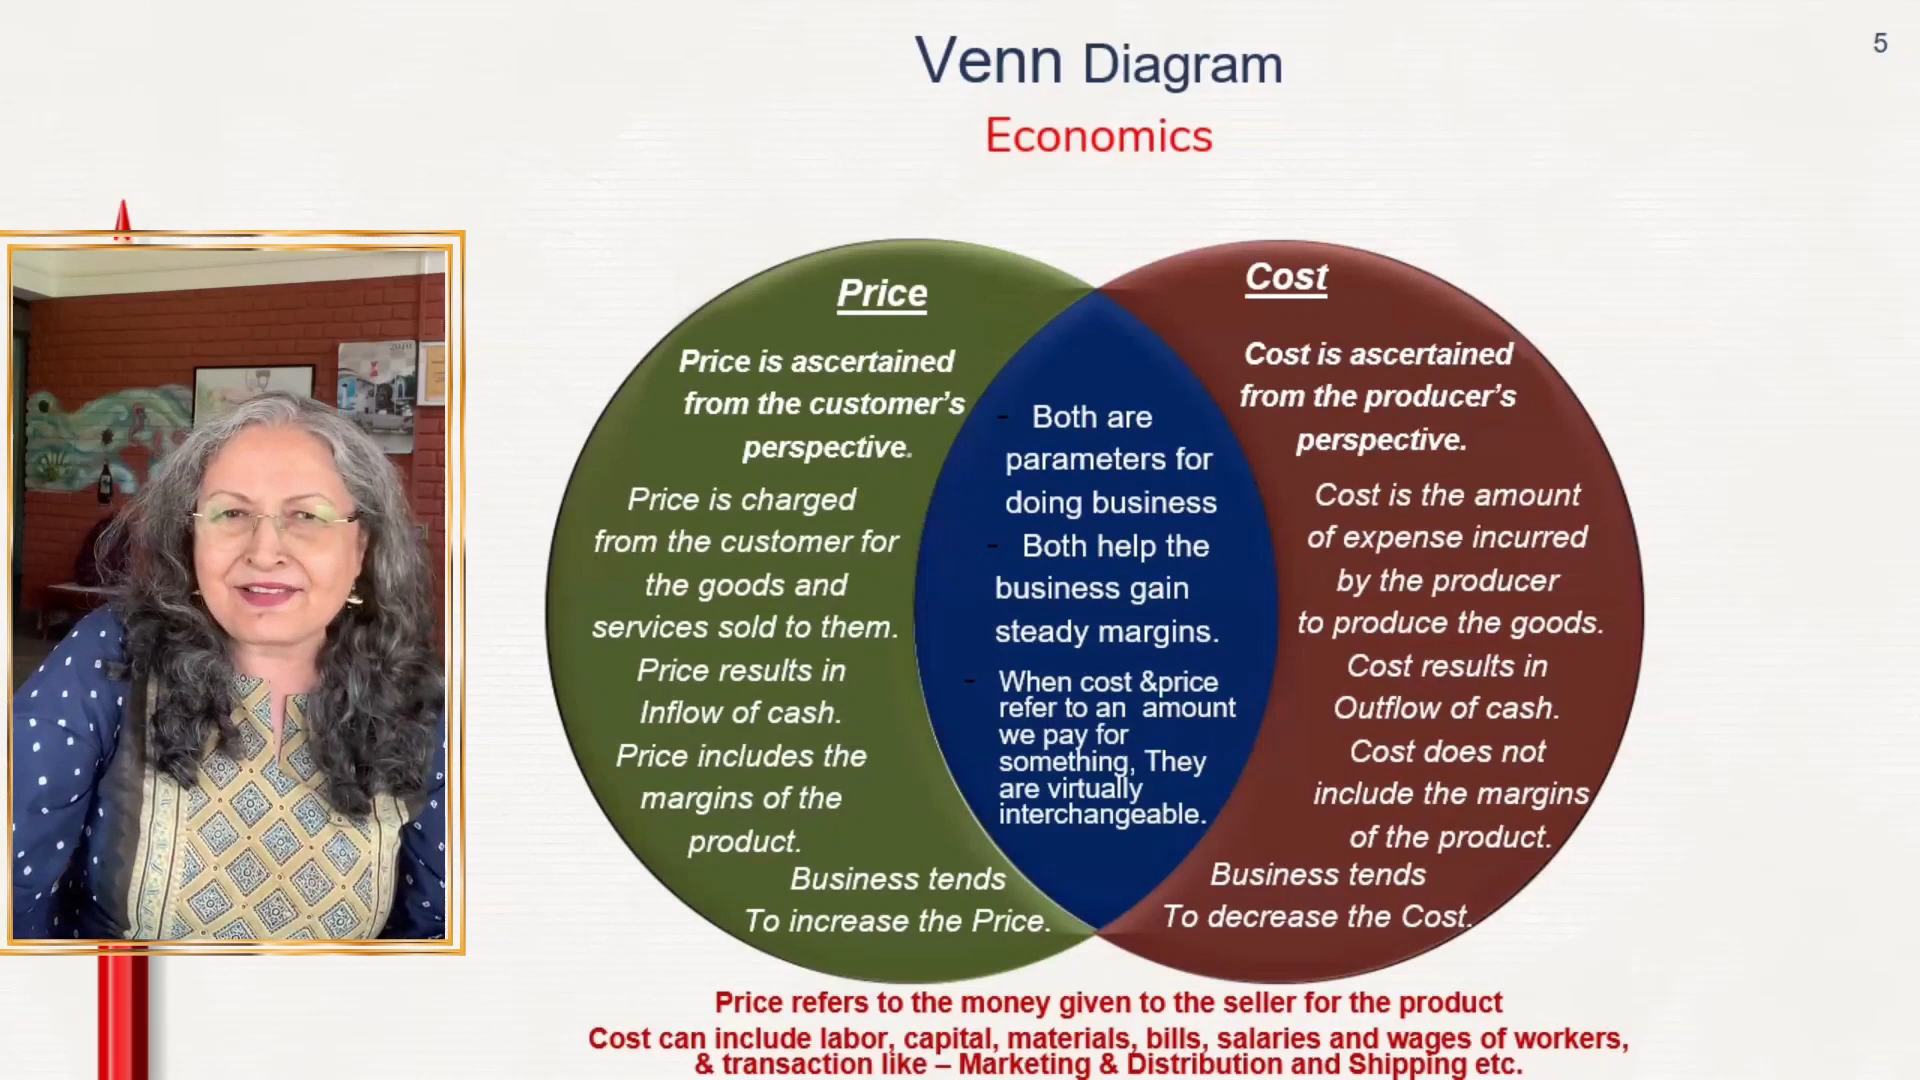 5
Venn Diagram
Economics
Price
Price is ascertained
from the customer's
perspective.
Price is charged
from the customer for
the goods and
services sold to them.
Price results in
Inflow of cash.
Price includes the
margins of the
product.
Business tends
To increase the Price.
- Both are
parameters for
doing business
- Both help the
business gain
steady margins.
- When cost &price
refer to an amount
we pay for
something, They
are virtually
interchangeable.
Cost
Cost is ascertained
from the producer’s
perspective.
Cost is the amount
of expense incurred
by the producer
to produce the goods.
Cost results in
Outflow of cash.
Cost does not
include the margins
of the product.
Business tends
To decrease the Cost.
Price refers to the money given to the seller for the product
Cost can include labor, capital, materials, bills, salaries and wages of workers,
& transaction like – Marketing & Distribution and Shipping etc.